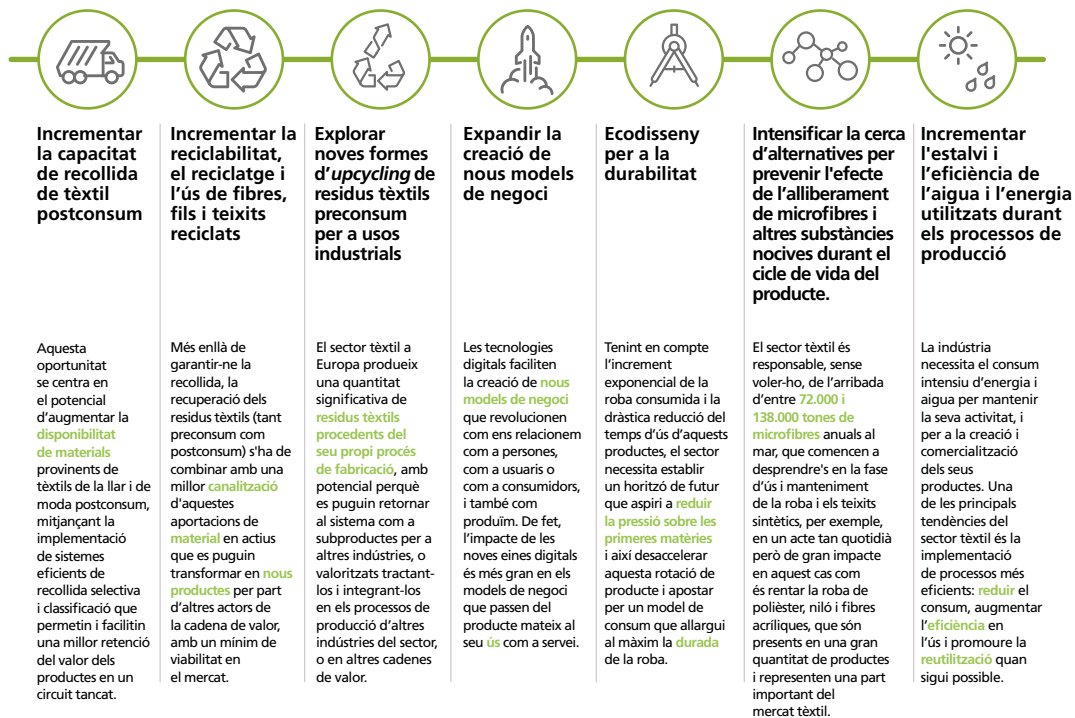 Incrementar
la capacitat
de recollida
de tèxtil
postconsum
Aquesta
oportunitat
se centra en
el potencial
d'augmentar la
disponibilitat
de materials
provinents de
tèxtils de la llar i de
moda postconsum,
mitjançant la
implementació
de sistemes
eficients de
recollida selectiva
i classificació que
permetin i facilitin
una millor retenció
del valor dels
productes en un
circuit tancat.
Incrementar la
reciclabilitat,
el reciclatge i
l'ús de fibres,
fils i teixits
reciclats
Més enllà de
garantir-ne la
recollida, la
recuperació dels
residus tèxtils (tant
preconsum com
postconsum) s'ha de
combinar amb una
millor canalització
d'aquestes
aportacions de
material en actius
que es puguin
transformar en nous
productes per part
d'altres actors de
la cadena de valor,
amb un mínim de
viabilitat en
el mercat.
Explorar
noves formes
d'upcycling de
residus tèxtils
preconsum
per a usos
industrials
El sector tèxtil a
Europa produeix
una quantitat
significativa de
residus tèxtils
procedents del
seu propi procés
de fabricació, amb
potencial perquè
es puguin retornar
al sistema com a
subproductes per a
altres indústries, o
valoritzats tractant-
los i integrant-los
en els processos de
producció d'altres
indústries del sector,
o en altres cadenes
de valor.
Expandir la
creació de
nous models
de negoci
Les tecnologies
digitals faciliten
la creació de nous
models de negoci
que revolucionen
com ens relacionem
com a persones,
com a usuaris o
com a consumidors,
i també com
produïm. De fet,
l'impacte de les
noves eines digitals
és més gran en els
models de negoci
que passen del
producte mateix al
seu ús com a servei.
Ecodisseny
per a la
durabilitat
Tenint en compte
l'increment
exponencial de la
roba consumida i la
dràstica reducció del
temps d'ús d'aquests
productes, el sector
necessita establir
un horitzó de futur
que aspiri a reduir
la pressió sobre les
primeres matèries
i així desaccelerar
aquesta rotació de
producte i apostar
per un model de
consum que allargui
al màxim la durada
de la roba.
Intensificar la cerca
d'alternatives per
prevenir l'efecte
de l'alliberament
de microfibres i
altres substàncies
nocives durant el
cicle de vida del
producte.
El sector tèxtil és
responsable, sense
voler-ho, de l'arribada
d'entre 72.000 i
138.000 tones de
microfibres anuals al
mar, que comencen a
desprendre's en la fase
d'ús i manteniment
de la roba i els teixits
sintètics, per exemple,
en un acte tan quotidià
però de gran impacte
en aquest cas com
és rentar la roba de
polièster, niló i fibres
acríliques, que són
presents en una gran
quantitat de productes
i representen una part
important del
mercat tèxtil.
Incrementar
l'estalvi i
l'eficiència de
l'aigua i l'energia
utilitzats durant
els processos de
producció
La indústria
necessita el consum
intensiu d'energia i
aigua per mantenir
la seva activitat, i
per a la creació i
comercialització
dels seus
productes. Una
de les principals
tendències del
sector tèxtil és la
implementació
de processos més
eficients: reduir el
consum, augmentar
l'eficiència en
l'ús i promoure la
reutilització quan
sigui possible.